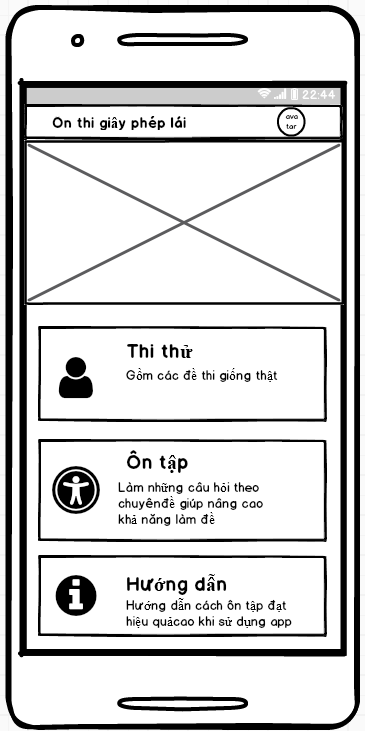 22:44
On thi giấy phép lái
ava
tar
Thi thử
Gồm các đề thi giống thật
Ôn tập
Làm những câu hỏi theo
chuyênđề giúp nâng cao
khả năng làm đề
Hướng dẫn
Hướng dẫn cách ôn tập đạt
hiệu quảcao khi sử dụng app